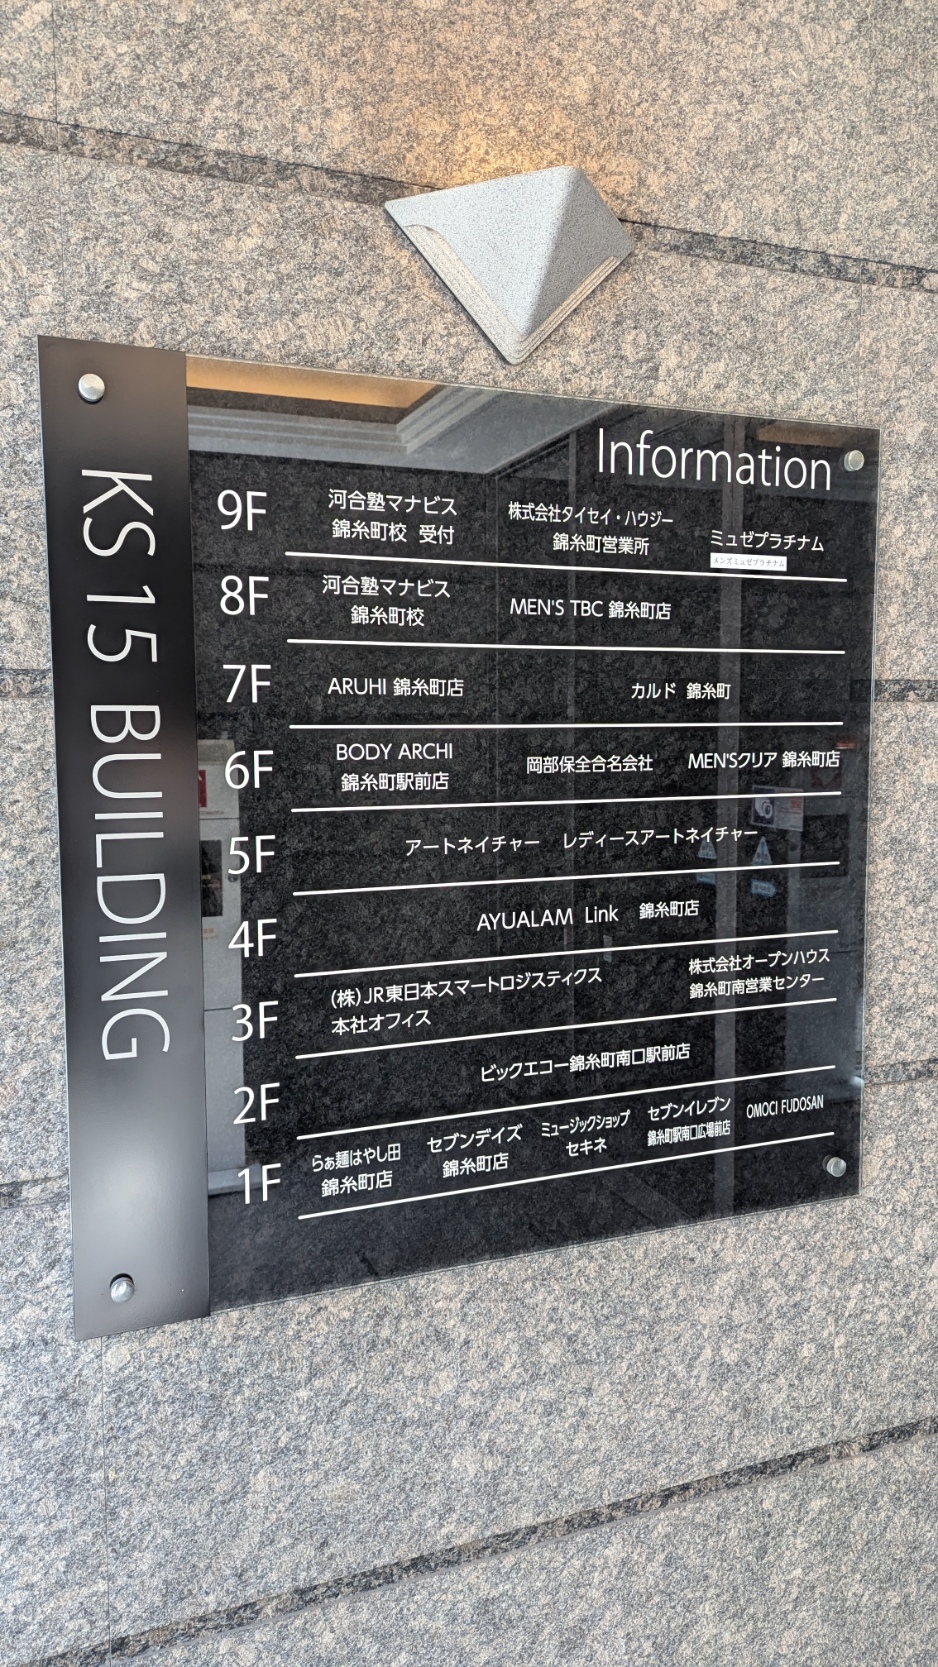 Information
KS 15 BUILDING
9F
河合塾マナビス
錦糸町校 受付
株式会社タイセイ・ハウジー
錦糸町営業所
ミュゼプラチナム
メンズミュゼプラチナム
8F
河合塾マナビス
錦糸町校
MEN'S TBC 錦糸町店
7F
ARUHI 錦糸町店
カルド 錦糸町
6F
BODY ARCHI
錦糸町駅前店
岡部保全合名会社
MEN'Sクリア 錦糸町店
5F
アートネイチャー レディースアートネイチャー
4F
AYUALAM Link 錦糸町店
3F
(株)JR東日本スマートロジスティクス
本社オフィス
株式会社オープンハウス
錦糸町南営業センター
2F
ビックエコー錦糸町南口駅前店
1F
らぁ麺はやし田
錦糸町店
セブンデイズ
錦糸町店
ミュージックショップ
セキネ
セブンイレブン
錦糸町駅南口広場前店
OMOCI FUDOSAN